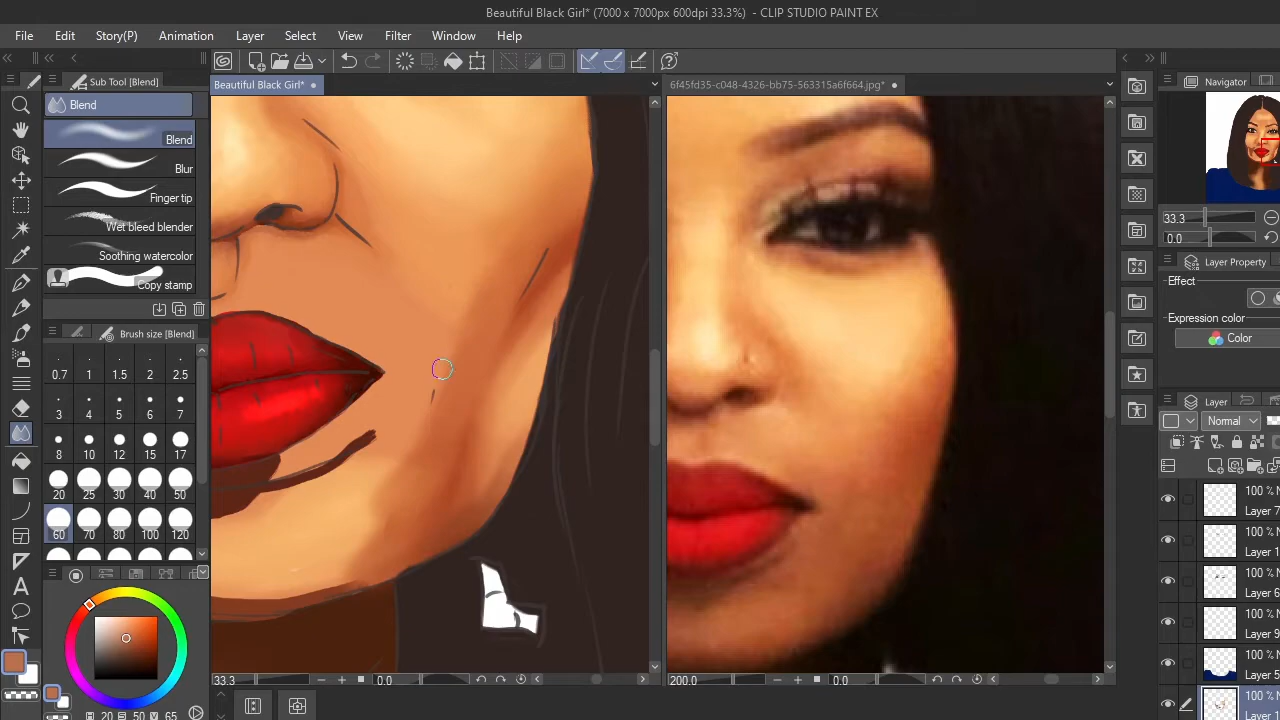 Beautiful Black Girl* (7000 x 7000px 600dpi 33.3%) - CLIP STUDIO PAINT EX
File Edit Story(P) Animation Layer Select View Filter Window Help
Sub Tool [Blend]
Blend
Blend
Blur
Finger tip
Wet bleed blender
Soothing watercolor
Copy stamp
Brush size [Blend]
0.7 1 1.5 2 2.5
3 4 5 6 7
8 10 12 15 17
20 25 30 40 50
60 70 80 100 120
H 20 S 50 V 65
Beautiful Black Girl*
6f45fd35-c048-4326-bb75-563315a6f664.jpg*
33.3 0.0
200.0 0.0
Navigator
33.3
0.0
Layer Property
Effect
Expression color
Color
Layer
Normal
100 % N
Layer 7
100 % N
Layer 1
100 % N
Layer 6
100 % N
Layer 9
100 % N
Layer 5
100 % N
Layer 1